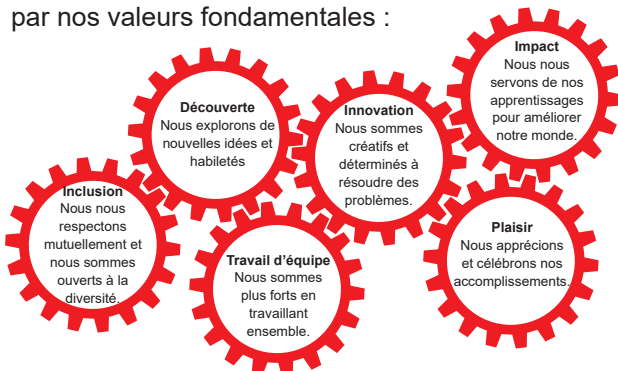 par nos valeurs fondamentales :
Découverte
Nous explorons de
nouvelles idées et
habiletés
Innovation
Nous sommes
créatifs et
déterminés à
résoudre des
problèmes.
Impact
Nous nous
servons de nos
apprentissages
pour améliorer
notre monde.
Inclusion
Nous nous
respectons
mutuellement et
nous sommes
ouverts à la
diversité.
Travail d’équipe
Nous sommes
plus forts en
travaillant
ensemble.
Plaisir
Nous apprécions
et célébrons nos
accomplissements.